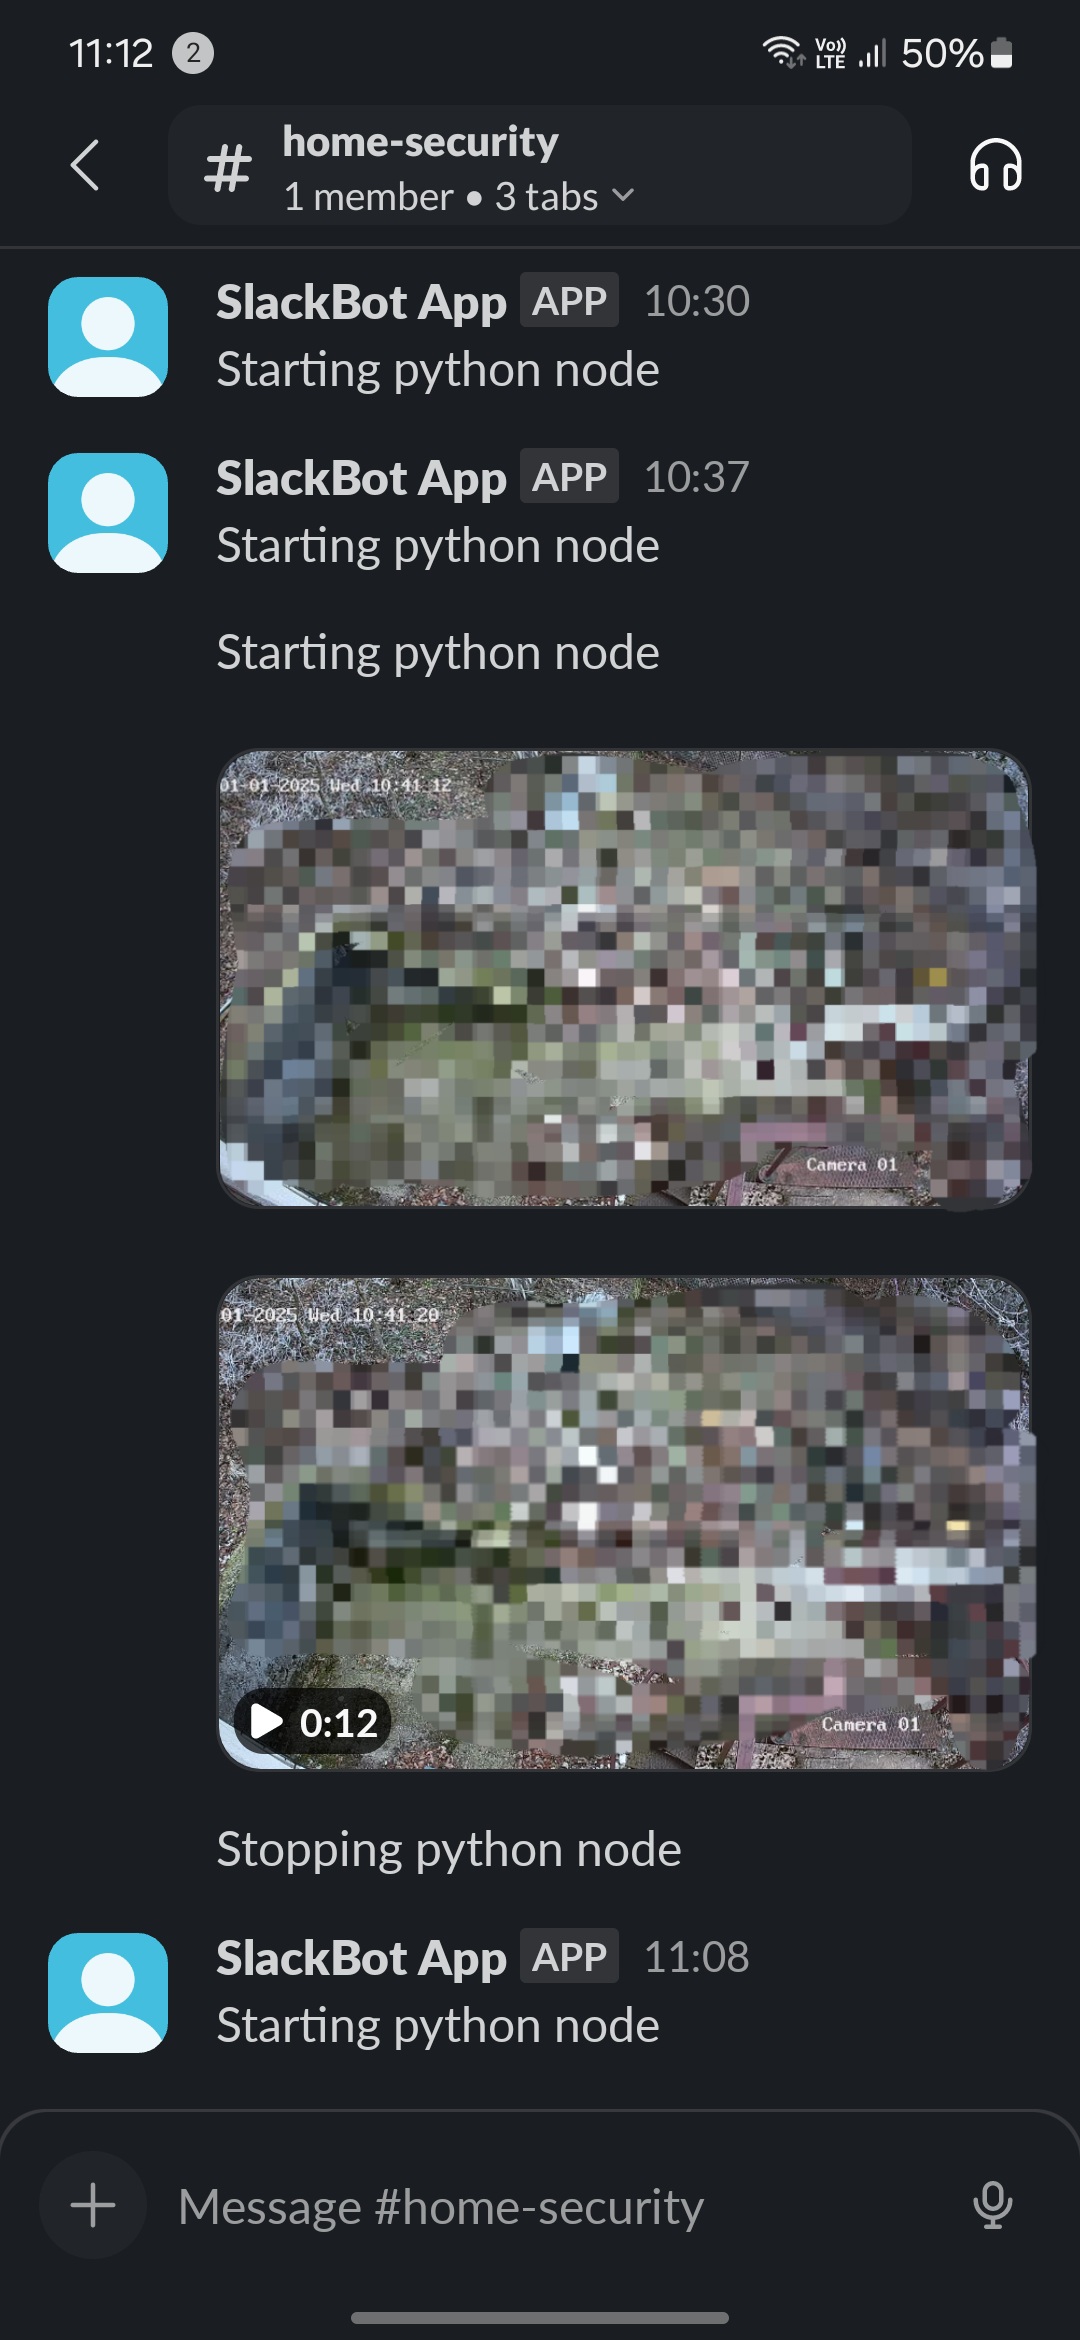 11:12 2 Vo)) LTE 50%
# home-security
1 member • 3 tabs
SlackBot App APP 10:30
Starting python node
SlackBot App APP 10:37
Starting python node
Starting python node
01-01-2025 Wed 10:41:12
Camera 01
01-2025 Wed 10:41:20
0:12
Camera 01
Stopping python node
SlackBot App APP 11:08
Starting python node
Message #home-security